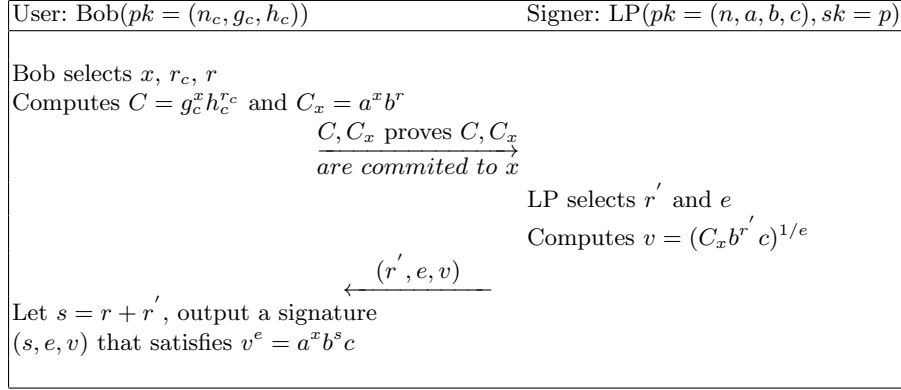 User: Bob(pk = (n_c, g_c, h_c)) Signer: LP(pk = (n, a, b, c), sk = p)
Bob selects x, r_c, r
Computes C = g_c^x h_c^{r_c} and C_x = a^x b^r
C, C_x proves C, C_x
are commited to x
LP selects r' and e
Computes v = (C_x b^{r'} c)^{1/e}
(r', e, v)
Let s = r + r', output a signature
(s, e, v) that satisfies v^e = a^x b^s c